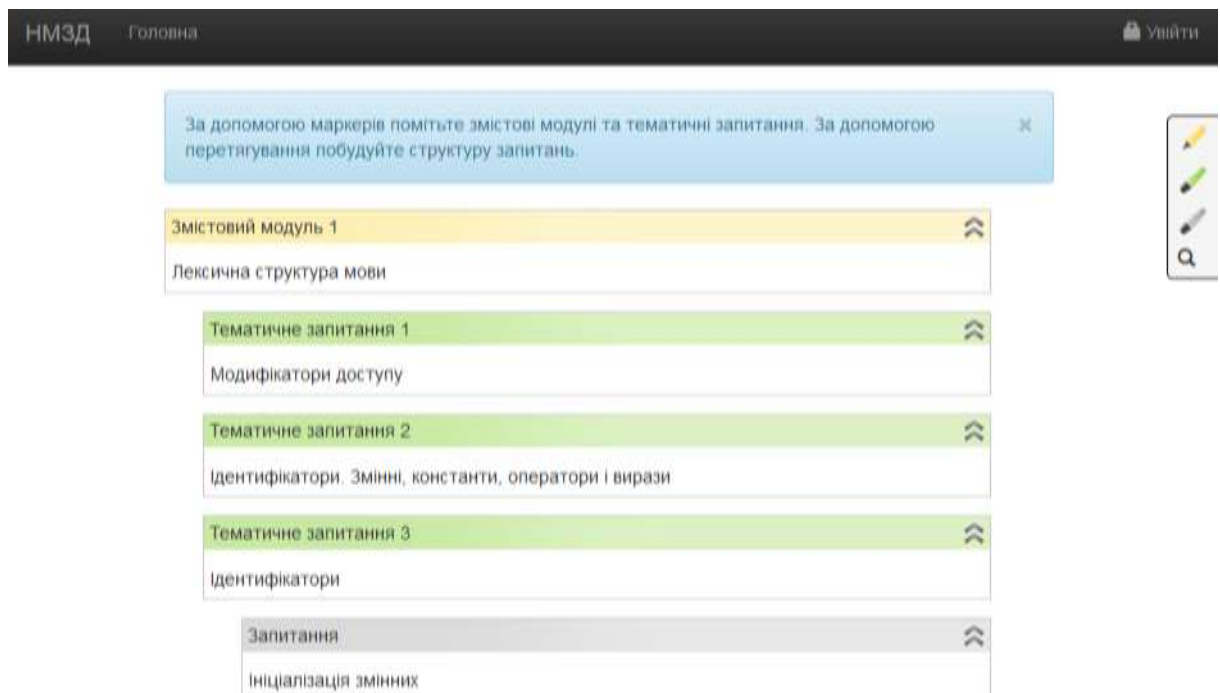 НМЗД Головна Увійти
За допомогою маркерів помітьте змістові модулі та тематичні запитання. За допомогою
перетягування побудуйте структуру запитань.
Змістовий модуль 1
Лексична структура мови
Тематичне запитання 1
Модифікатори доступу
Тематичне запитання 2
Ідентифікатори. Змінні, константи, оператори і вирази
Тематичне запитання 3
Ідентифікатори
Запитання
Ініціалізація змінних